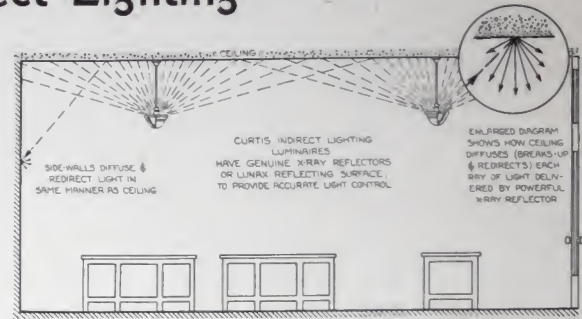 ect Lighting
CEILING
SIDE-WALLS DIFFUSE &
REDIRECT LIGHT IN
SAME MANNER AS CEILING
CURTIS INDIRECT LIGHTING
LUMINAIRES
HAVE GENUINE X-RAY REFLECTORS
OR LUNAX REFLECTING SURFACE,
TO PROVIDE ACCURATE LIGHT CONTROL
ENLARGED DIAGRAM
SHOWS HOW CEILING
DIFFUSES (BREAKS-UP
& REDIRECTS) EACH
RAY OF LIGHT DELIV-
ERED BY POWERFUL
X-RAY REFLECTOR